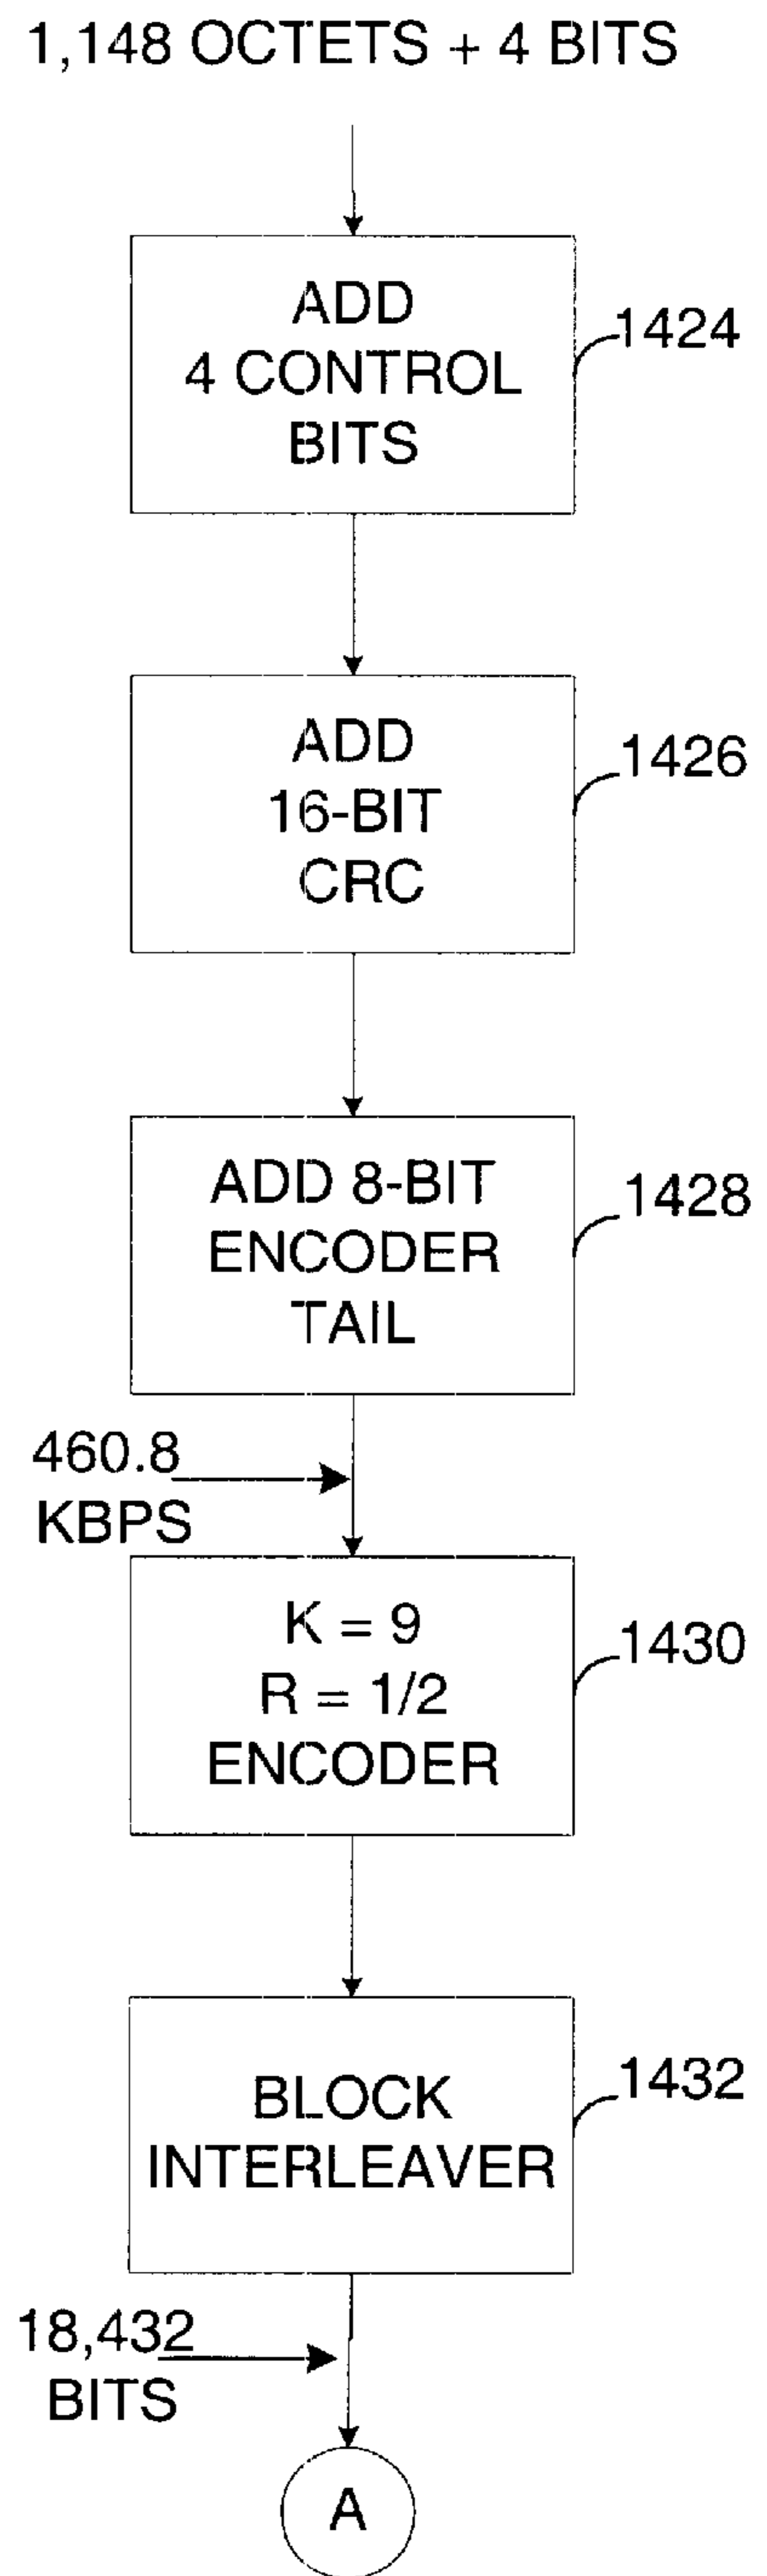 1,148 OCTETS + 4 BITS
ADD
4 CONTROL
BITS
1424
ADD
16-BIT
CRC
1426
ADD 8-BIT
ENCODER
TAIL
1428
460.8
KBPS
K = 9
R = 1/2
ENCODER
1430
BLOCK
INTERLEAVER
1432
18,432
BITS
A